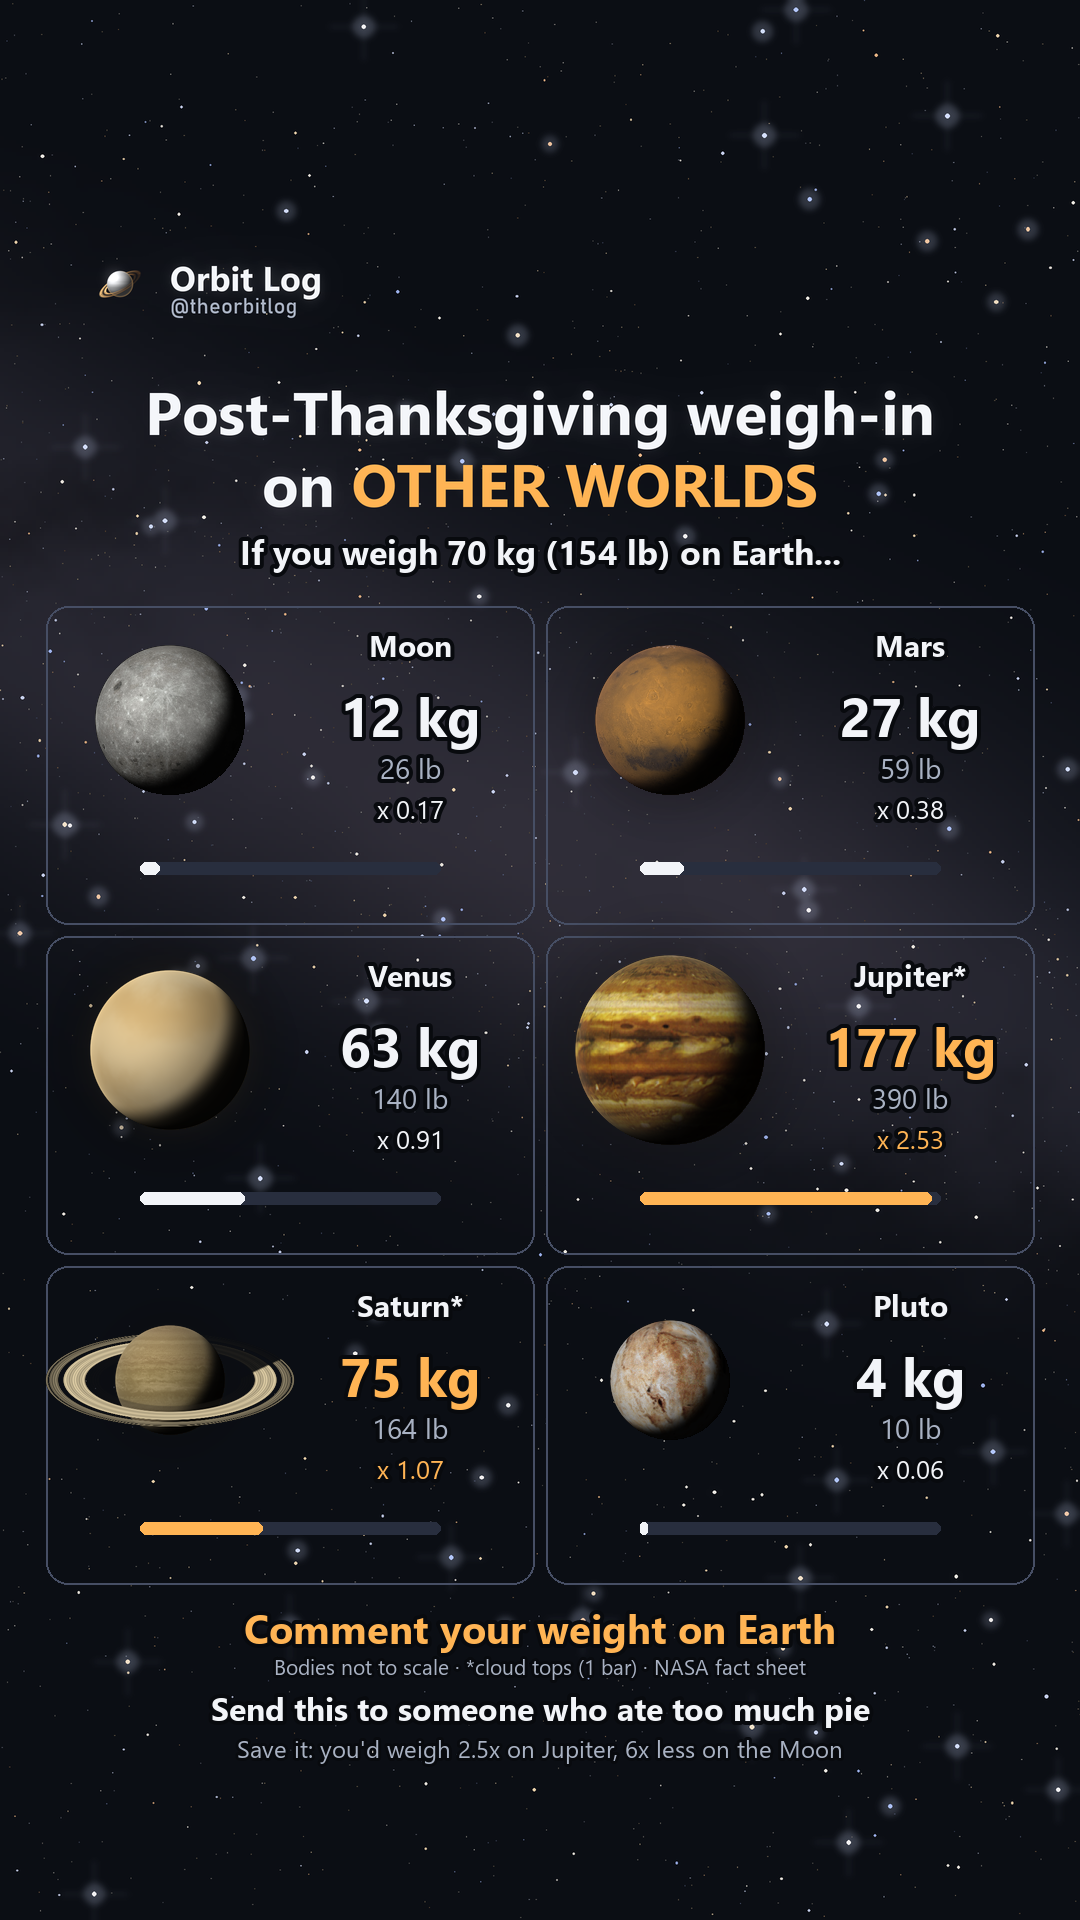 Orbit Log
@theorbitlog
Post-Thanksgiving weigh-in
on OTHER WORLDS
If you weigh 70 kg (154 lb) on Earth...
Moon
12 kg
26 lb
x 0.17
Mars
27 kg
59 lb
x 0.38
Venus
63 kg
140 lb
x 0.91
Jupiter*
177 kg
390 lb
x 2.53
Saturn*
75 kg
164 lb
x 1.07
Pluto
4 kg
10 lb
x 0.06
Comment your weight on Earth
Bodies not to scale · *cloud tops (1 bar) · NASA fact sheet
Send this to someone who ate too much pie
Save it: you'd weigh 2.5x on Jupiter, 6x less on the Moon